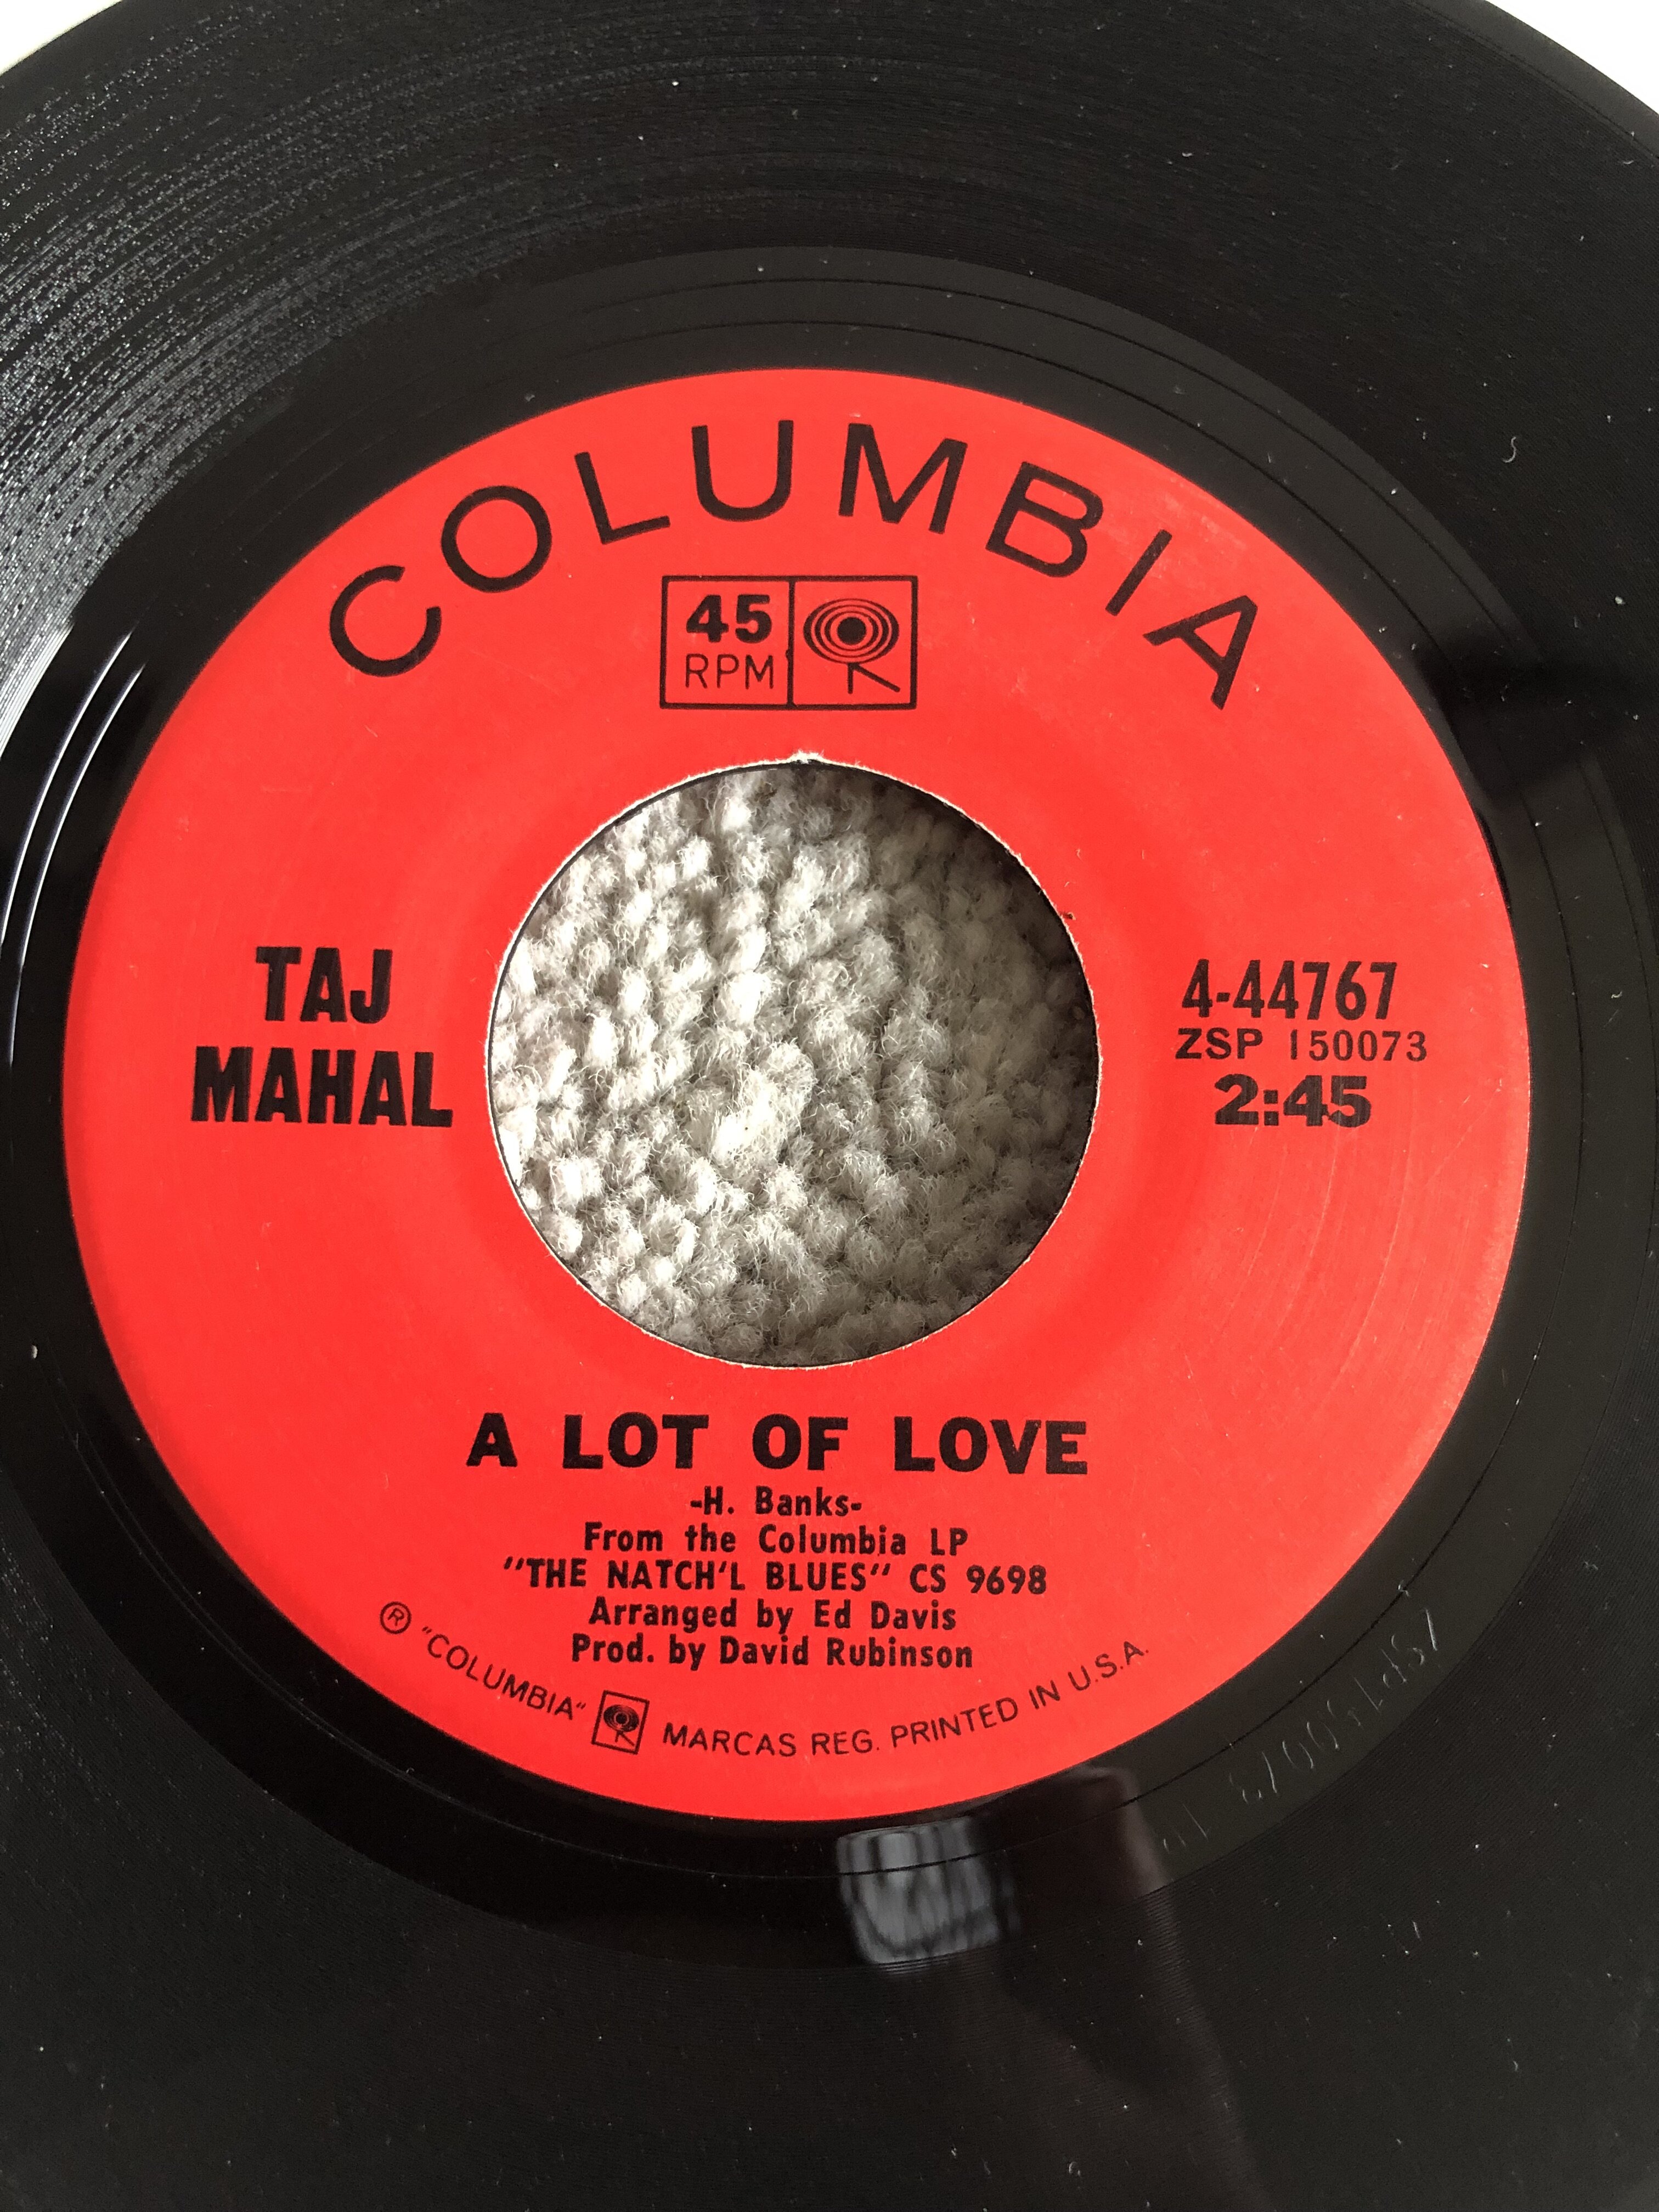 COLUMBIA
45
RPM
TAJ
MAHAL
4-44767
ZSP 150073
2:45
A LOT OF LOVE
-H. Banks-
From the Columbia LP
"THE NATCH'L BLUES" CS 9698
Arranged by Ed Davis
Prod. by David Rubinson
® "COLUMBIA" MARCAS REG. PRINTED IN U.S.A.